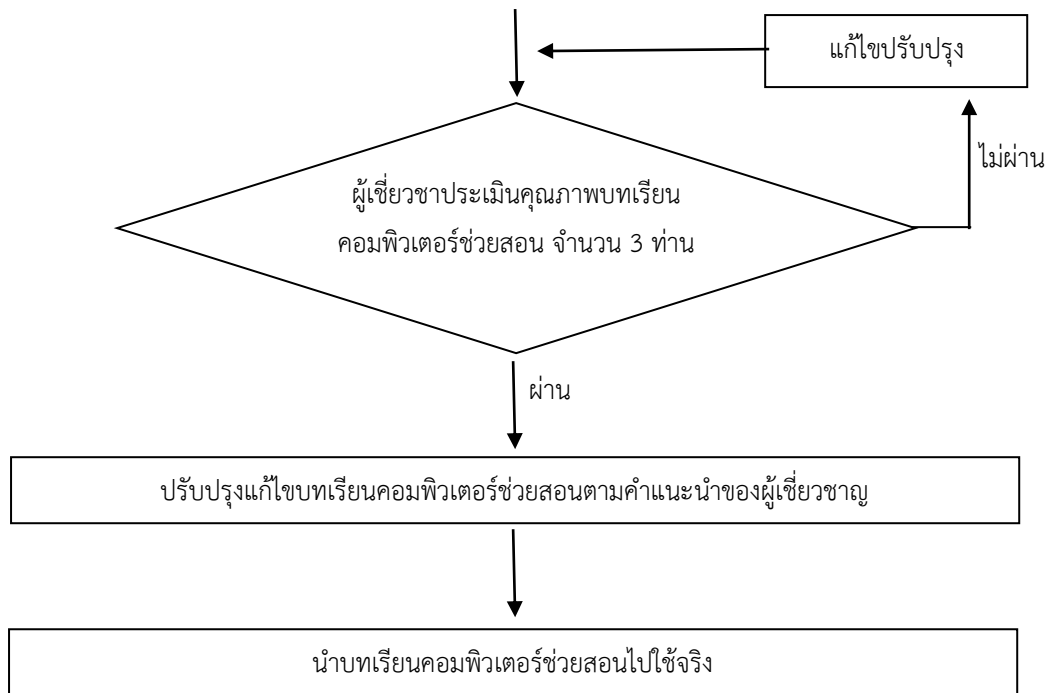 แก้ไขปรับปรุง
ไม่ผ่าน
ผู้เชี่ยวชาประเมินคุณภาพบทเรียน
คอมพิวเตอร์ช่วยสอน จำนวน 3 ท่าน
ผ่าน
ปรับปรุงแก้ไขบทเรียนคอมพิวเตอร์ช่วยสอนตามคำแนะนำของผู้เชี่ยวชาญ
นำบทเรียนคอมพิวเตอร์ช่วยสอนไปใช้จริง